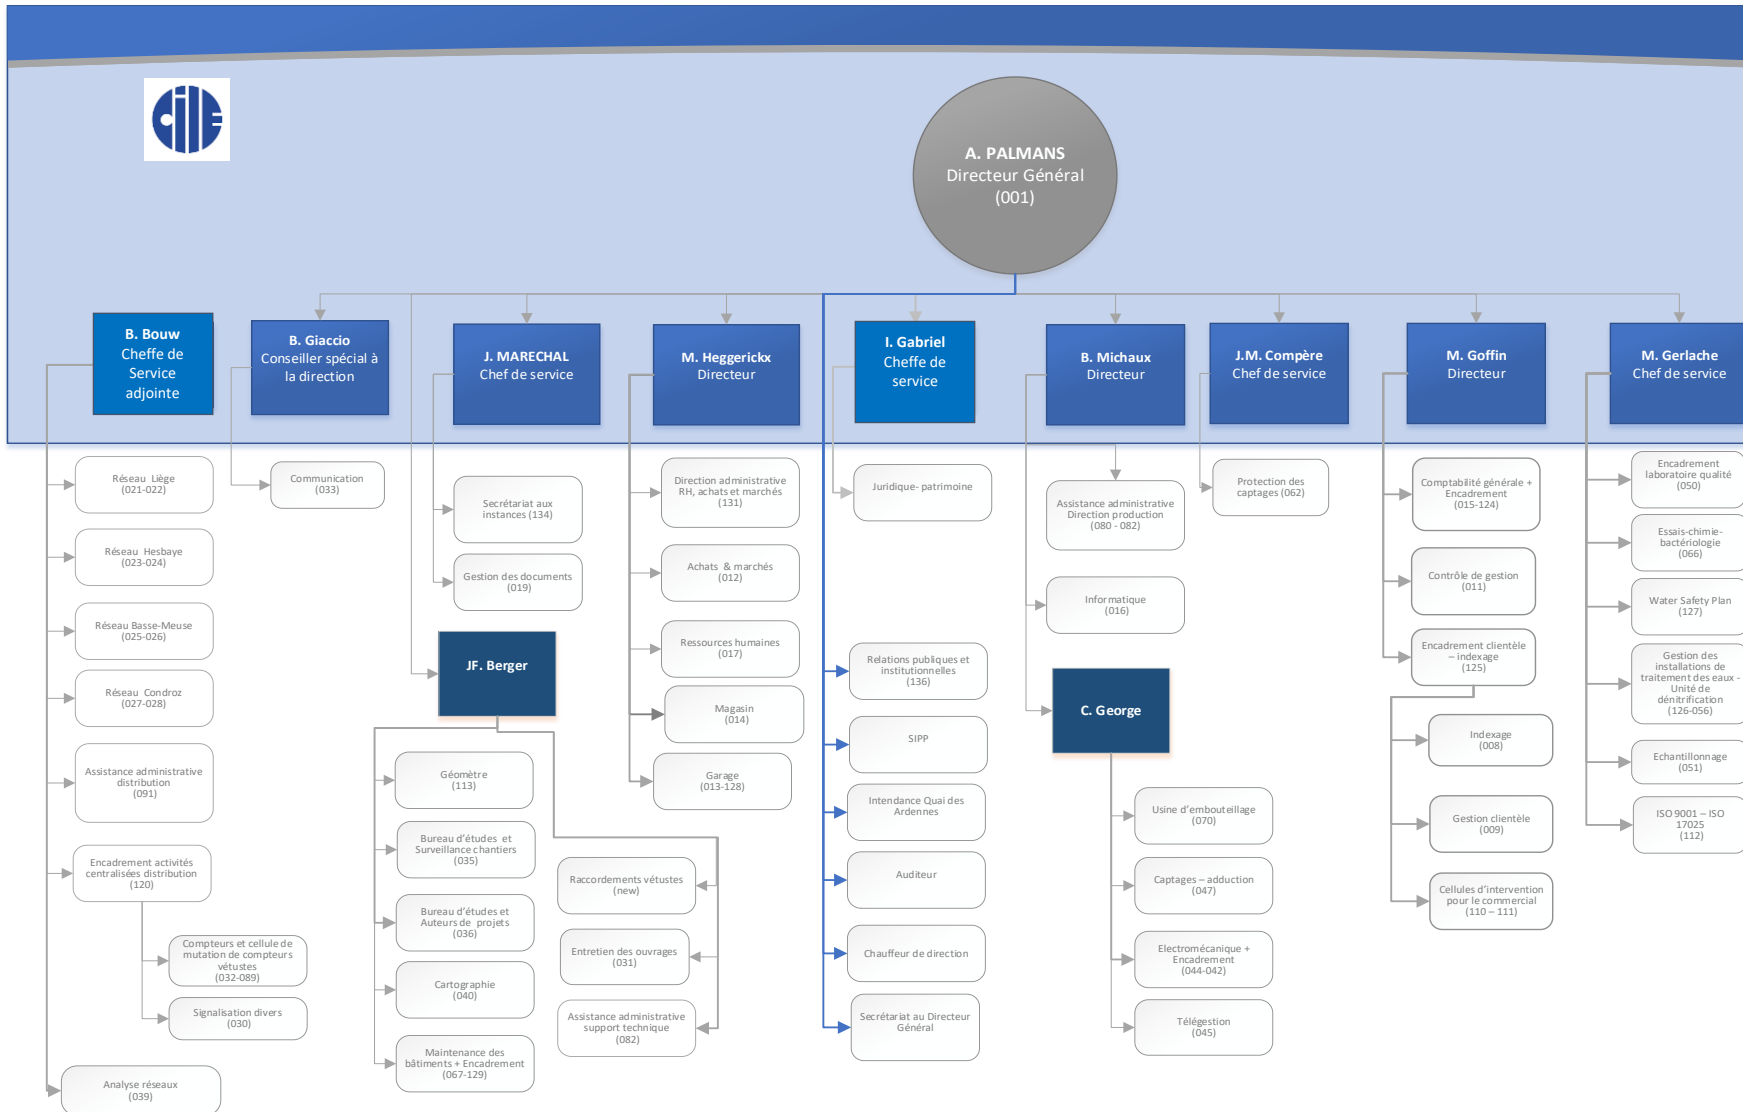 cile
A. PALMANS
Directeur Général
(001)
B. Bouw
Cheffe de
Service
adjointe
B. Giaccio
Conseiller spécial à
la direction
J. MARECHAL
Chef de service
M. Heggerickx
Directeur
I. Gabriel
Cheffe de
service
B. Michaux
Directeur
J.M. Compère
Chef de service
M. Goffin
Directeur
M. Gerlache
Chef de service
Réseau Liège
(021-022)
Réseau Hesbaye
(023-024)
Réseau Basse-Meuse
(025-026)
Réseau Condroz
(027-028)
Assistance administrative
distribution
(091)
Encadrement activités
centralisées distribution
(120)
Compteurs et cellule de
mutation de compteurs
vétustes
(032-089)
Signalisation divers
(030)
Analyse réseaux
(039)
Communication
(033)
Secrétariat aux
instances (134)
Gestion des documents
(019)
JF. Berger
Géomètre
(113)
Bureau d'études et
Surveillance chantiers
(035)
Bureau d'études et
Auteurs de projets
(036)
Cartographie
(040)
Maintenance des
bâtiments + Encadrement
(067-129)
Raccordements vétustes
(new)
Entretien des ouvrages
(031)
Assistance administrative
support technique
(082)
Direction administrative
RH, achats et marchés
(131)
Achats & marchés
(012)
Ressources humaines
(017)
Magasin
(014)
Garage
(013-128)
Juridique- patrimoine
Relations publiques et
institutionnelles
(136)
SIPP
Intendance Quai des
Ardennes
Auditeur
Chauffeur de direction
Secrétariat au Directeur
Général
Assistance administrative
Direction production
(080 - 082)
Informatique
(016)
C. George
Usine d'embouteillage
(070)
Captages – adduction
(047)
Electromécanique +
Encadrement
(044-042)
Télégestion
(045)
Protection des
captages (062)
Comptabilité générale +
Encadrement
(015-124)
Contrôle de gestion
(011)
Encadrement clientèle
– indexage
(125)
Indexage
(008)
Gestion clientèle
(009)
Cellules d'intervention
pour le commercial
(110 – 111)
Encadrement
laboratoire qualité
(050)
Essais-chimie-
bactériologie
(066)
Water Safety Plan
(127)
Gestion des
installations de
traitement des eaux -
Unité de
dénitrification
(126-056)
Echantillonnage
(051)
ISO 9001 – ISO
17025
(112)